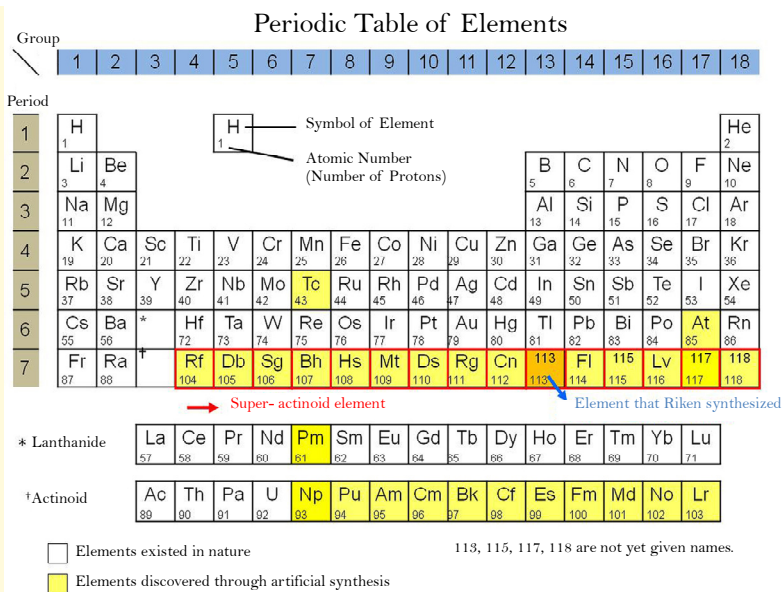 Periodic Table of Elements
Group
1 2 3 4 5 6 7 8 9 10 11 12 13 14 15 16 17 18
Period
1 H He
1 2
H Symbol of Element
1 Atomic Number
(Number of Protons)
2 Li Be B C N O F Ne
3 4 5 6 7 8 9 10
3 Na Mg Al Si P S Cl Ar
11 12 13 14 15 16 17 18
4 K Ca Sc Ti V Cr Mn Fe Co Ni Cu Zn Ga Ge As Se Br Kr
19 20 21 22 23 24 25 26 27 28 29 30 31 32 33 34 35 36
5 Rb Sr Y Zr Nb Mo Tc Ru Rh Pd Ag Cd In Sn Sb Te I Xe
37 38 39 40 41 42 43 44 45 46 47 48 49 50 51 52 53 54
6 Cs Ba * Hf Ta W Re Os Ir Pt Au Hg Tl Pb Bi Po At Rn
55 56 72 73 74 75 76 77 78 79 80 81 82 83 84 85 86
7 Fr Ra † Rf Db Sg Bh Hs Mt Ds Rg Cn 113 Fl 115 Lv 117 118
87 88 104 105 106 107 108 109 110 111 112 113 114 115 116 117 118
Super- actinoid element
Element that Riken synthesized
* Lanthanide La Ce Pr Nd Pm Sm Eu Gd Tb Dy Ho Er Tm Yb Lu
57 58 59 60 61 62 63 64 65 66 67 68 69 70 71
†Actinoid Ac Th Pa U Np Pu Am Cm Bk Cf Es Fm Md No Lr
89 90 91 92 93 94 95 96 97 98 99 100 101 102 103
Elements existed in nature
113, 115, 117, 118 are not yet given names.
Elements discovered through artificial synthesis